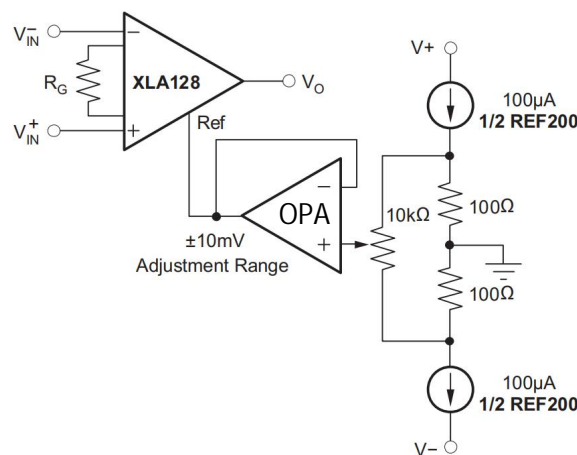 V⁻IN
RG
V⁺IN
−
+
XLA128
VO
Ref
−
+
OPA
±10mV
Adjustment Range
V+
100µA
1/2 REF200
10kΩ
100Ω
100Ω
100µA
1/2 REF200
V−